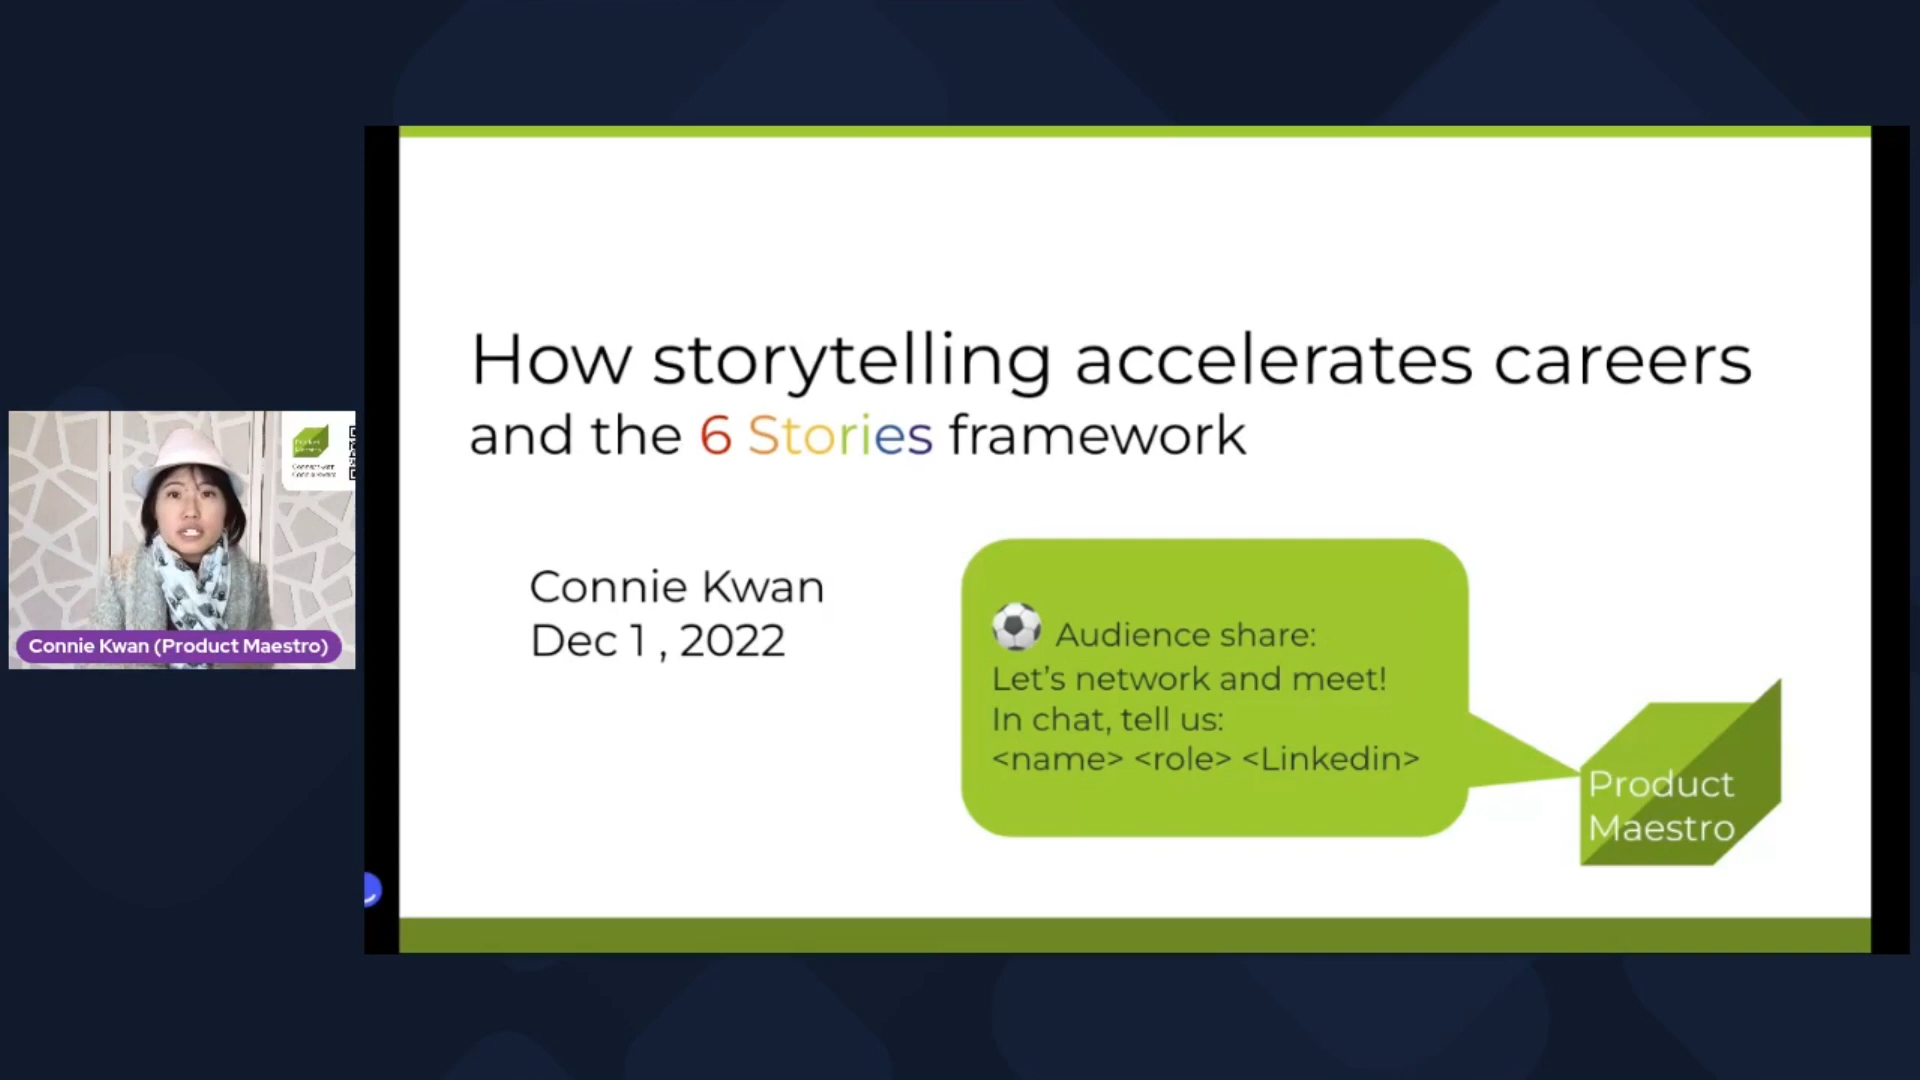 How storytelling accelerates careers
and the 6 Stories framework
Connie Kwan
Dec 1 , 2022
Audience share:
Let's network and meet!
In chat, tell us:
<name> <role> <Linkedin>
Product
Maestro
Connie Kwan (Product Maestro)